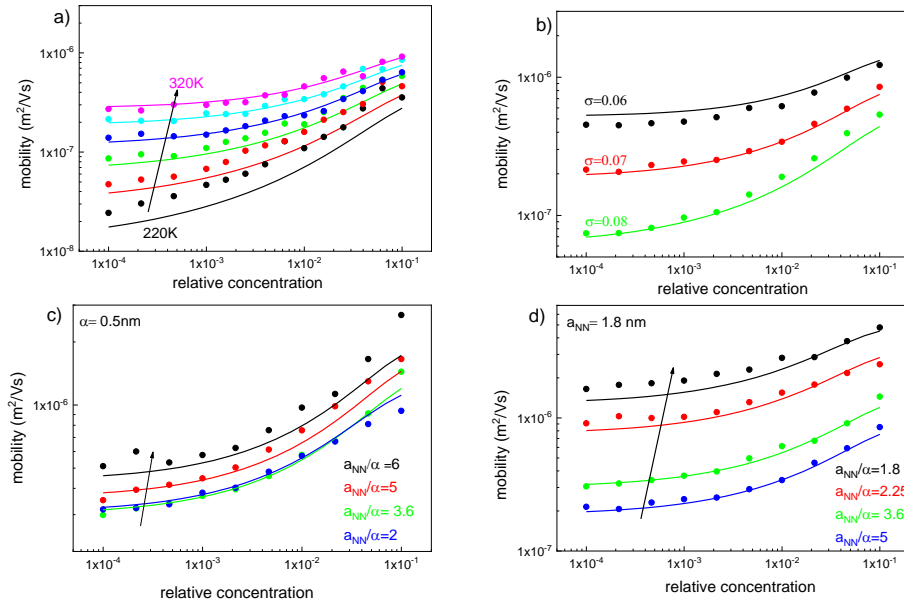 a)
1x10⁻⁶
1x10⁻⁷
1x10⁻⁸
mobility (m²/Vs)
320K
220K
1x10⁻⁴ 1x10⁻³ 1x10⁻² 1x10⁻¹
relative concentration
b)
1x10⁻⁶
1x10⁻⁷
mobility (m²/Vs)
σ=0.06
σ=0.07
σ=0.08
1x10⁻⁴ 1x10⁻³ 1x10⁻² 1x10⁻¹
relative concentration
c)
α= 0.5nm
1x10⁻⁶
mobility (m²/Vs)
a_NN/α =6
a_NN/α=5
a_NN/α= 3.6
a_NN/α=2
1x10⁻⁴ 1x10⁻³ 1x10⁻² 1x10⁻¹
relative concentration
d)
a_NN= 1.8 nm
1x10⁻⁶
1x10⁻⁷
mobility (m²/Vs)
a_NN/α=1.8
a_NN/α=2.25
a_NN/α=3.6
a_NN/α=5
1x10⁻⁴ 1x10⁻³ 1x10⁻² 1x10⁻¹
relative concentration